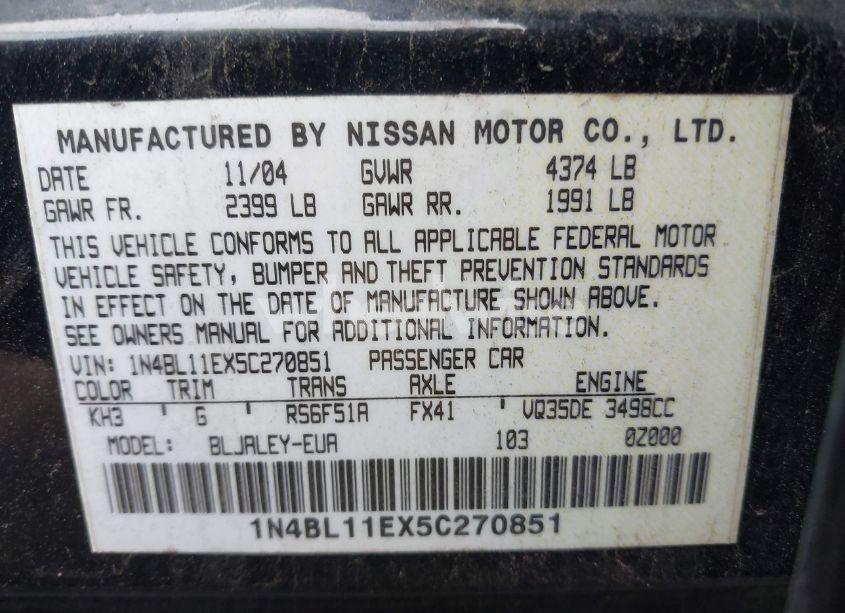 MANUFACTURED BY NISSAN MOTOR CO., LTD.
DATE 11/04 GVWR 4374 LB
GAWR FR. 2399 LB GAWR RR. 1991 LB
THIS VEHICLE CONFORMS TO ALL APPLICABLE FEDERAL MOTOR
VEHICLE SAFETY, BUMPER AND THEFT PREVENTION STANDARDS
IN EFFECT ON THE DATE OF MANUFACTURE SHOWN ABOVE.
SEE OWNERS MANUAL FOR ADDITIONAL INFORMATION.
VIN: 1N4BL11EX5C270851 PASSENGER CAR
COLOR TRIM TRANS AXLE ENGINE
KH3 ' G ' RS6F51A FX41 ' VQ35DE 3498CC
MODEL: BLJALEY-EUA 103 0Z000
1N4BL11EX5C270851